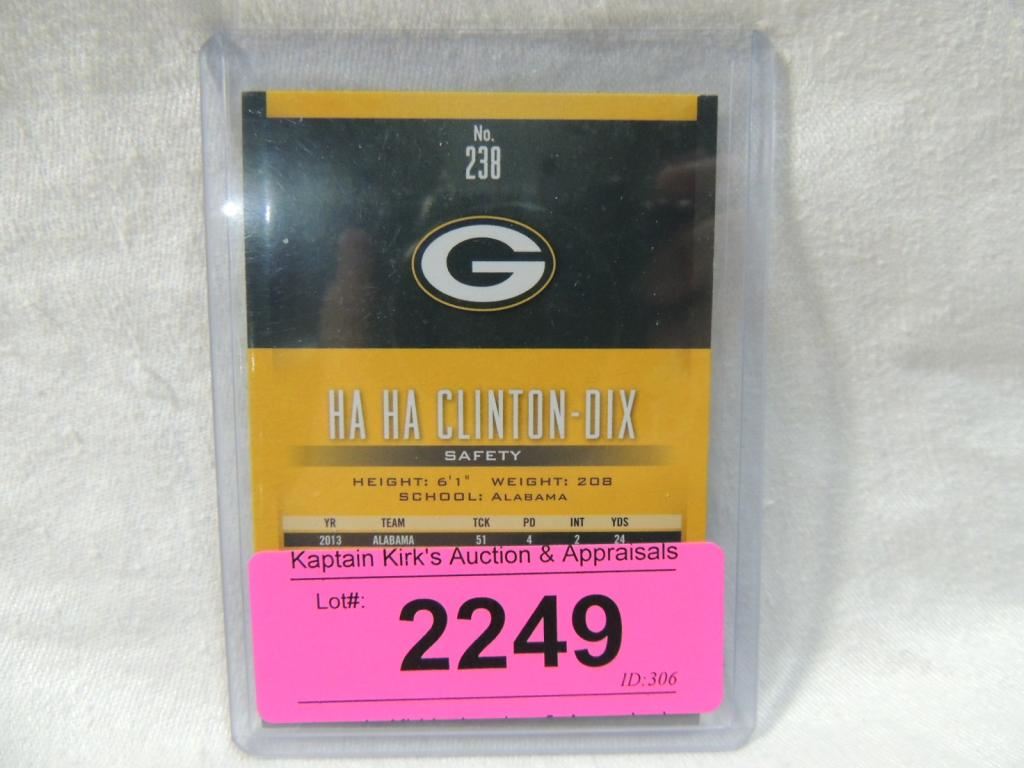 No.
238
G
HA HA CLINTON-DIX
SAFETY
HEIGHT: 6'1" WEIGHT: 208
SCHOOL: ALABAMA
YR TEAM TCK PD INT YDS
2013 ALABAMA 51 4 2 24
Kaptain Kirk's Auction & Appraisals
Lot#: 2249
ID:306